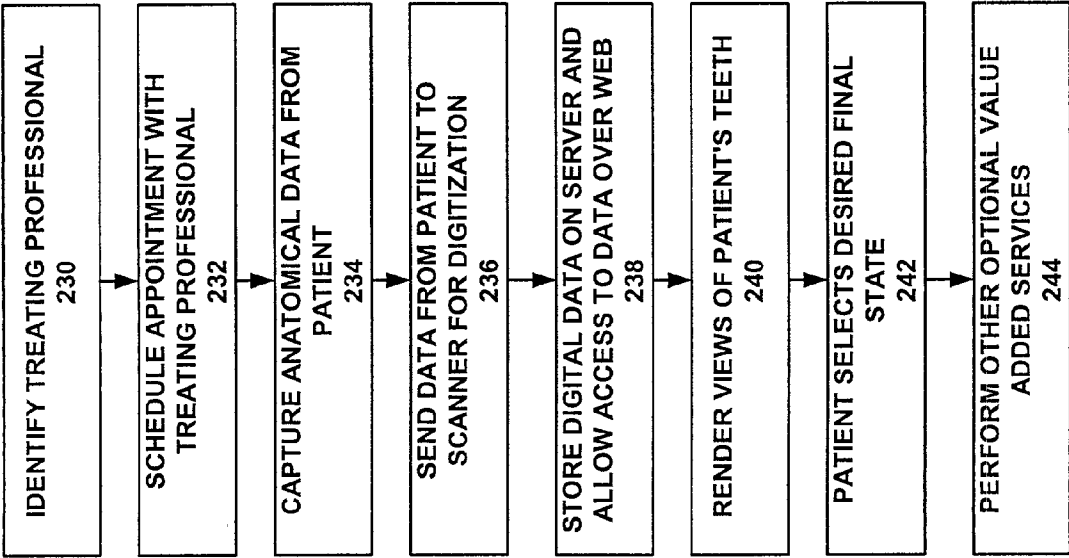 IDENTIFY TREATING PROFESSIONAL
230
SCHEDULE APPOINTMENT WITH
TREATING PROFESSIONAL
232
CAPTURE ANATOMICAL DATA FROM
PATIENT
234
SEND DATA FROM PATIENT TO
SCANNER FOR DIGITIZATION
236
STORE DIGITAL DATA ON SERVER AND
ALLOW ACCESS TO DATA OVER WEB
238
RENDER VIEWS OF PATIENT'S TEETH
240
PATIENT SELECTS DESIRED FINAL
STATE
242
PERFORM OTHER OPTIONAL VALUE
ADDED SERVICES
244